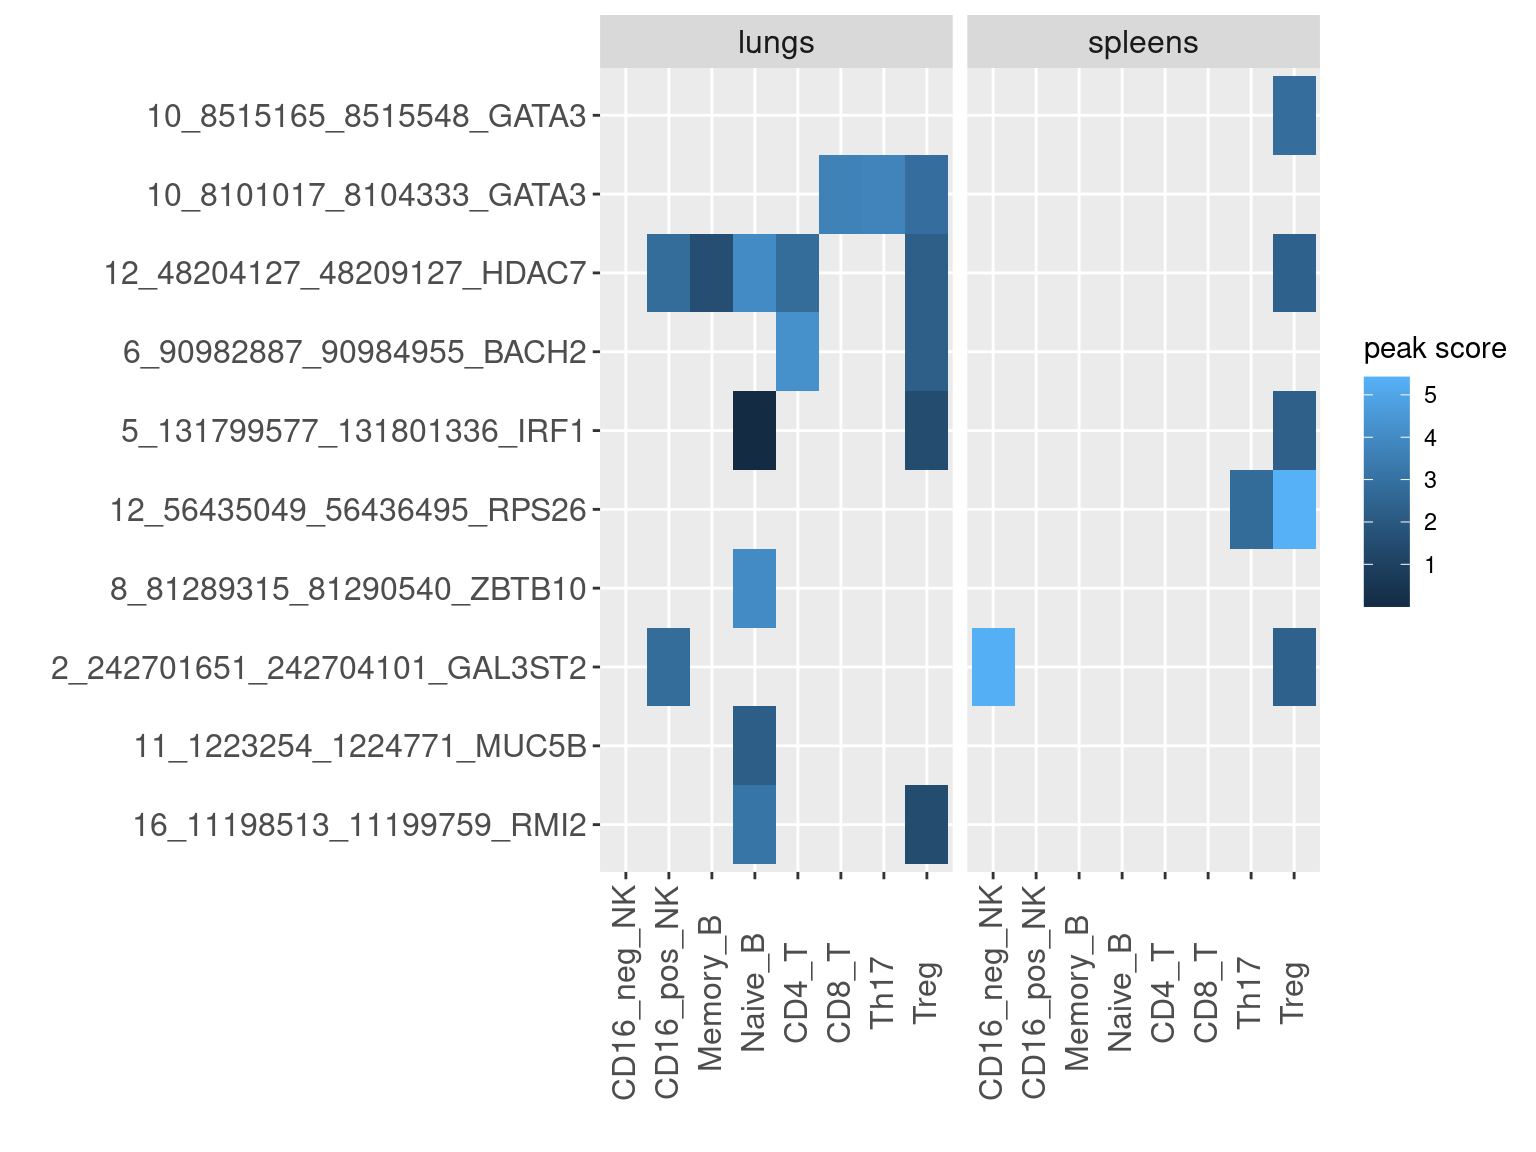 lungs
spleens
10_8515165_8515548_GATA3
10_8101017_8104333_GATA3
12_48204127_48209127_HDAC7
6_90982887_90984955_BACH2
5_131799577_131801336_IRF1
12_56435049_56436495_RPS26
8_81289315_81290540_ZBTB10
2_242701651_242704101_GAL3ST2
11_1223254_1224771_MUC5B
16_11198513_11199759_RMI2
CD16_neg_NK
CD16_pos_NK
Memory_B
Naive_B
CD4_T
CD8_T
Th17
Treg
CD16_neg_NK
CD16_pos_NK
Memory_B
Naive_B
CD4_T
CD8_T
Th17
Treg
peak score
5
4
3
2
1